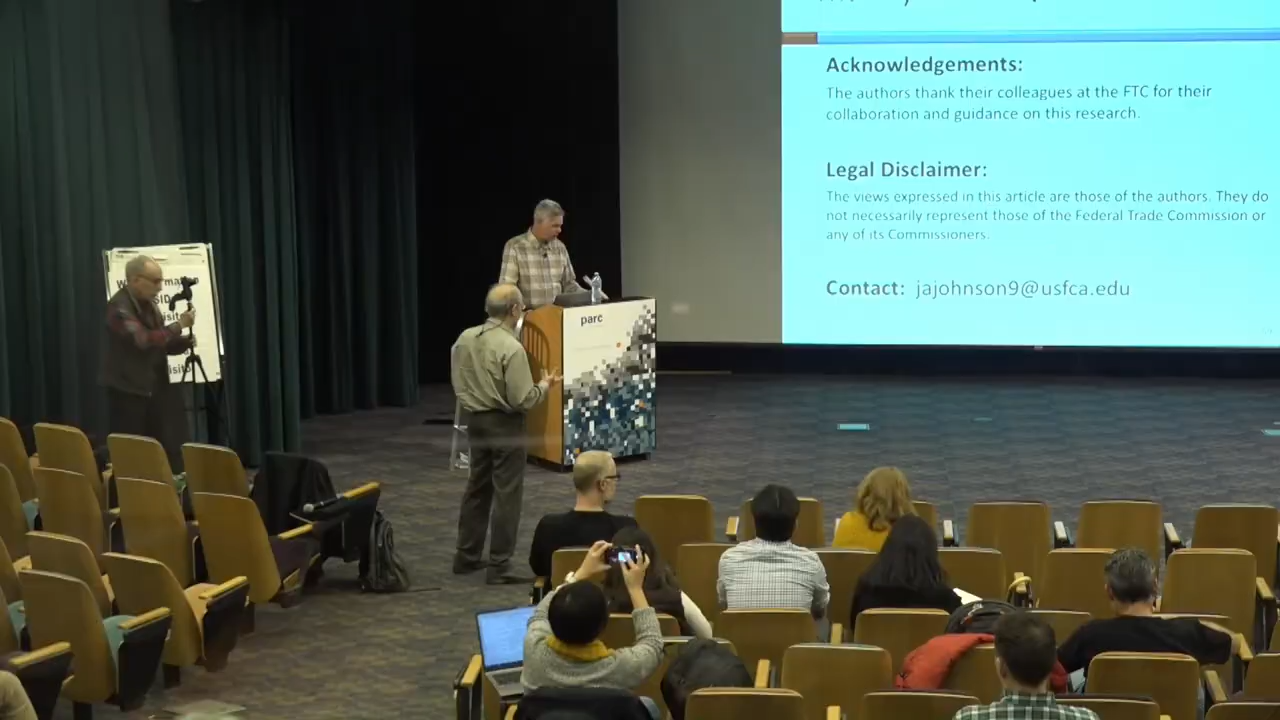 Acknowledgements:
The authors thank their colleagues at the FTC for their
collaboration and guidance on this research.
Legal Disclaimer:
The views expressed in this article are those of the authors. They do
not necessarily represent those of the Federal Trade Commission or
any of its Commissioners.
Contact: jajohnson9@usfca.edu
parc